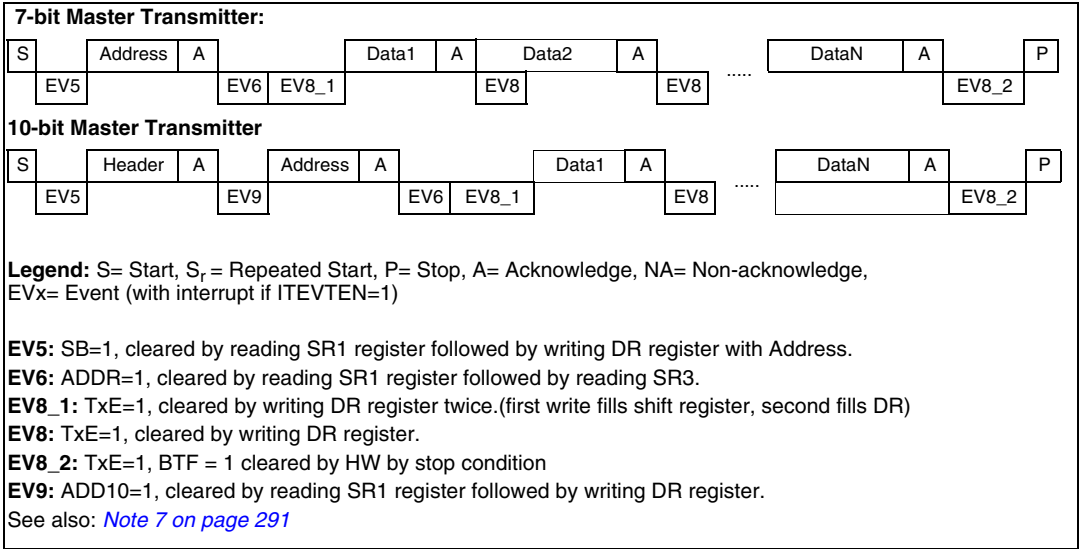 7-bit Master Transmitter:
S Address A Data1 A Data2 A ..... DataN A P
EV5 EV6 EV8_1 EV8 EV8 EV8_2
10-bit Master Transmitter
S Header A Address A Data1 A ..... DataN A P
EV5 EV9 EV6 EV8_1 EV8 EV8_2
Legend: S= Start, Sr = Repeated Start, P= Stop, A= Acknowledge, NA= Non-acknowledge,
EVx= Event (with interrupt if ITEVTEN=1)
EV5: SB=1, cleared by reading SR1 register followed by writing DR register with Address.
EV6: ADDR=1, cleared by reading SR1 register followed by reading SR3.
EV8_1: TxE=1, cleared by writing DR register twice.(first write fills shift register, second fills DR)
EV8: TxE=1, cleared by writing DR register.
EV8_2: TxE=1, BTF = 1 cleared by HW by stop condition
EV9: ADD10=1, cleared by reading SR1 register followed by writing DR register.
See also: Note 7 on page 291